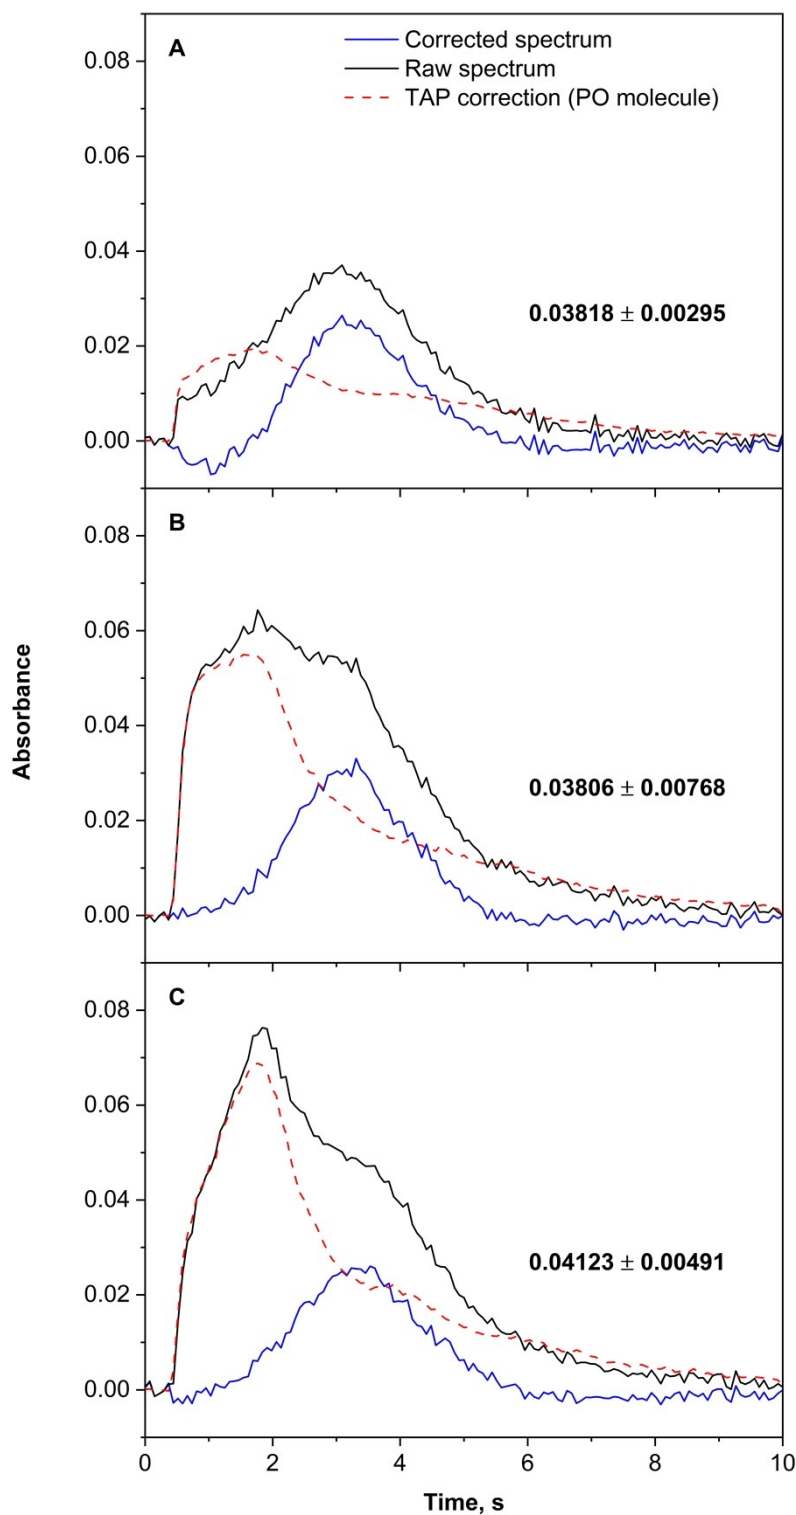 A
Corrected spectrum
Raw spectrum
TAP correction (PO molecule)
0.08
0.06
0.04
0.02
0.00
0.03818 ± 0.00295
B
0.08
0.06
0.04
0.02
0.00
0.03806 ± 0.00768
Absorbance
C
0.08
0.06
0.04
0.02
0.00
0.04123 ± 0.00491
0 2 4 6 8 10
Time, s